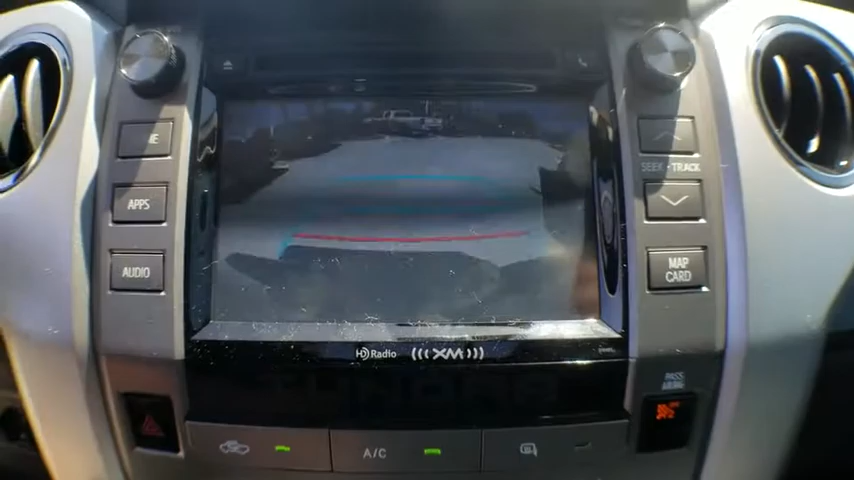 E
APPS
AUDIO
SEEK • TRACK
MAP CARD
HD Radio
((( XM )))
PASS AIRBAG
A/C